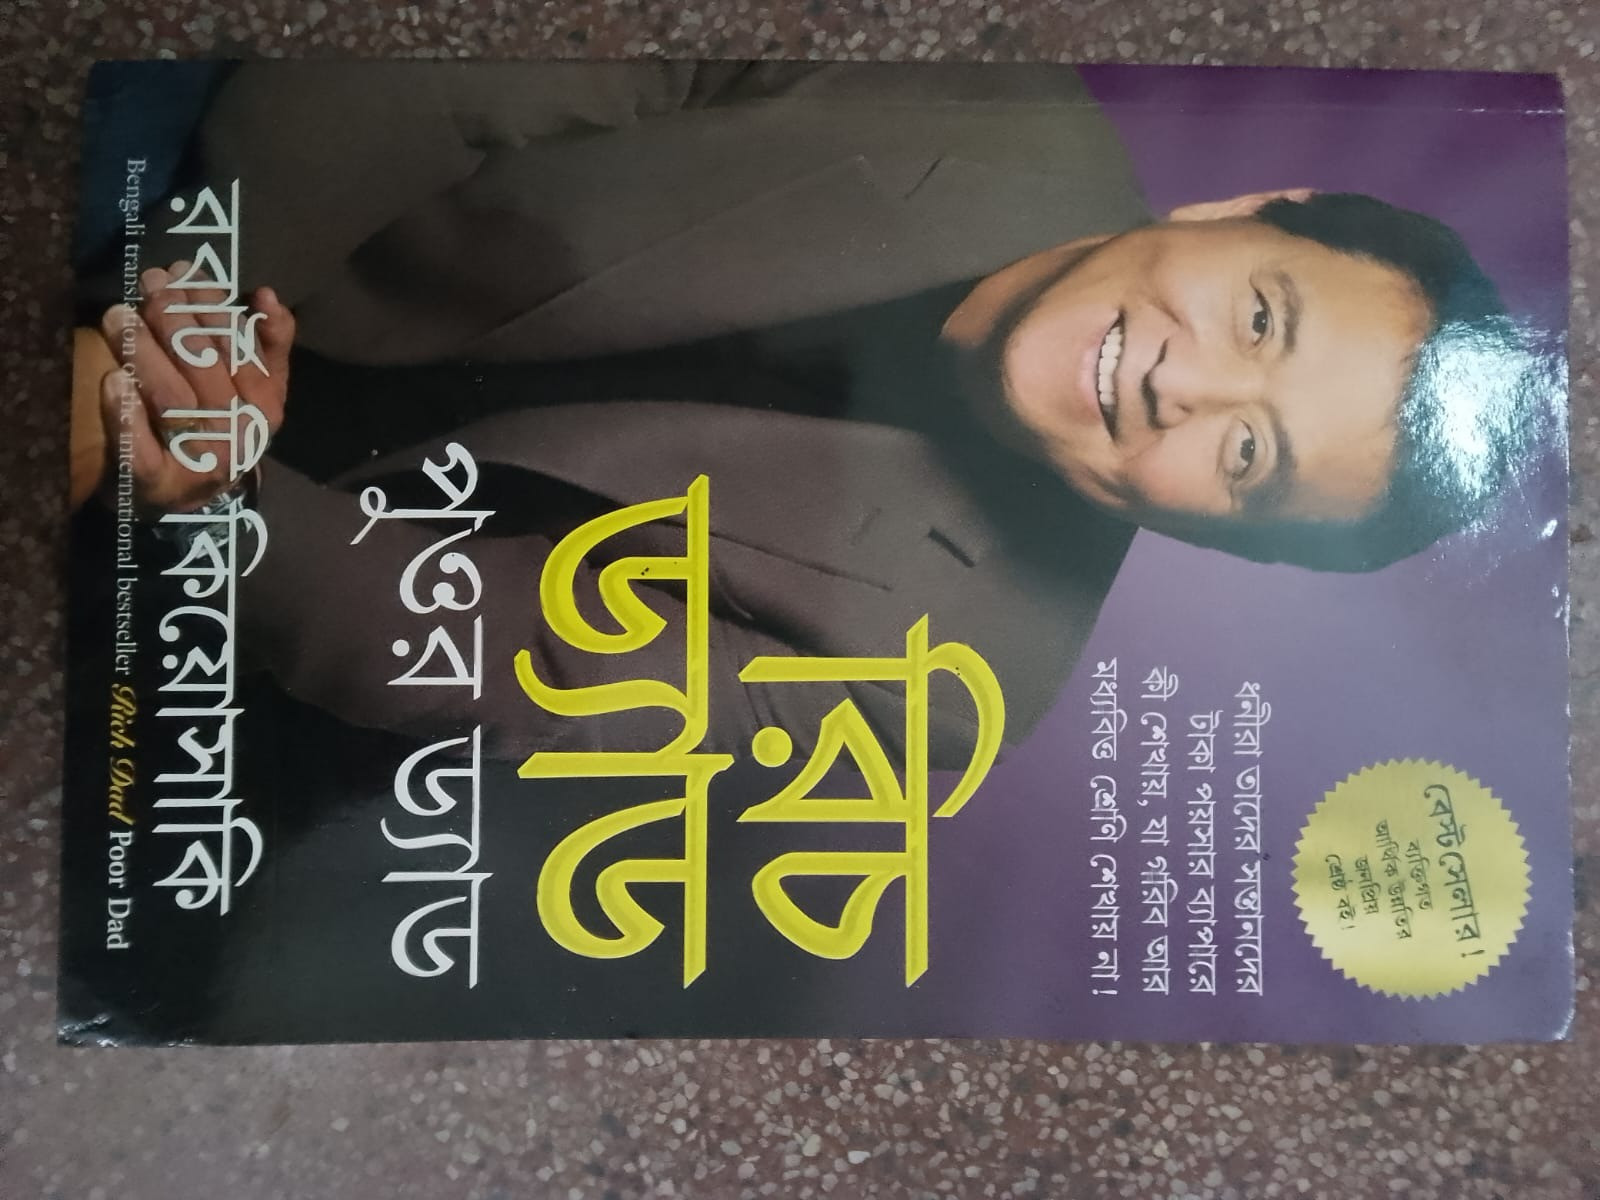 বেস্টসেলার!
ব্যক্তিগত
আর্থিক উন্নতির
জনপ্রিয়
শ্রেষ্ঠ বই!
ধনীরা তাদের সন্তানদের
টাকা পয়সার ব্যাপারে
কী শেখায়, যা গরিব আর
মধ্যবিত্ত শ্রেণি শেখায় না!
রিচ
ড্যাড
পুওর ড্যাড
রবার্ট টি কিয়োসাকি
Bengali translation of the international bestseller Rich Dad Poor Dad